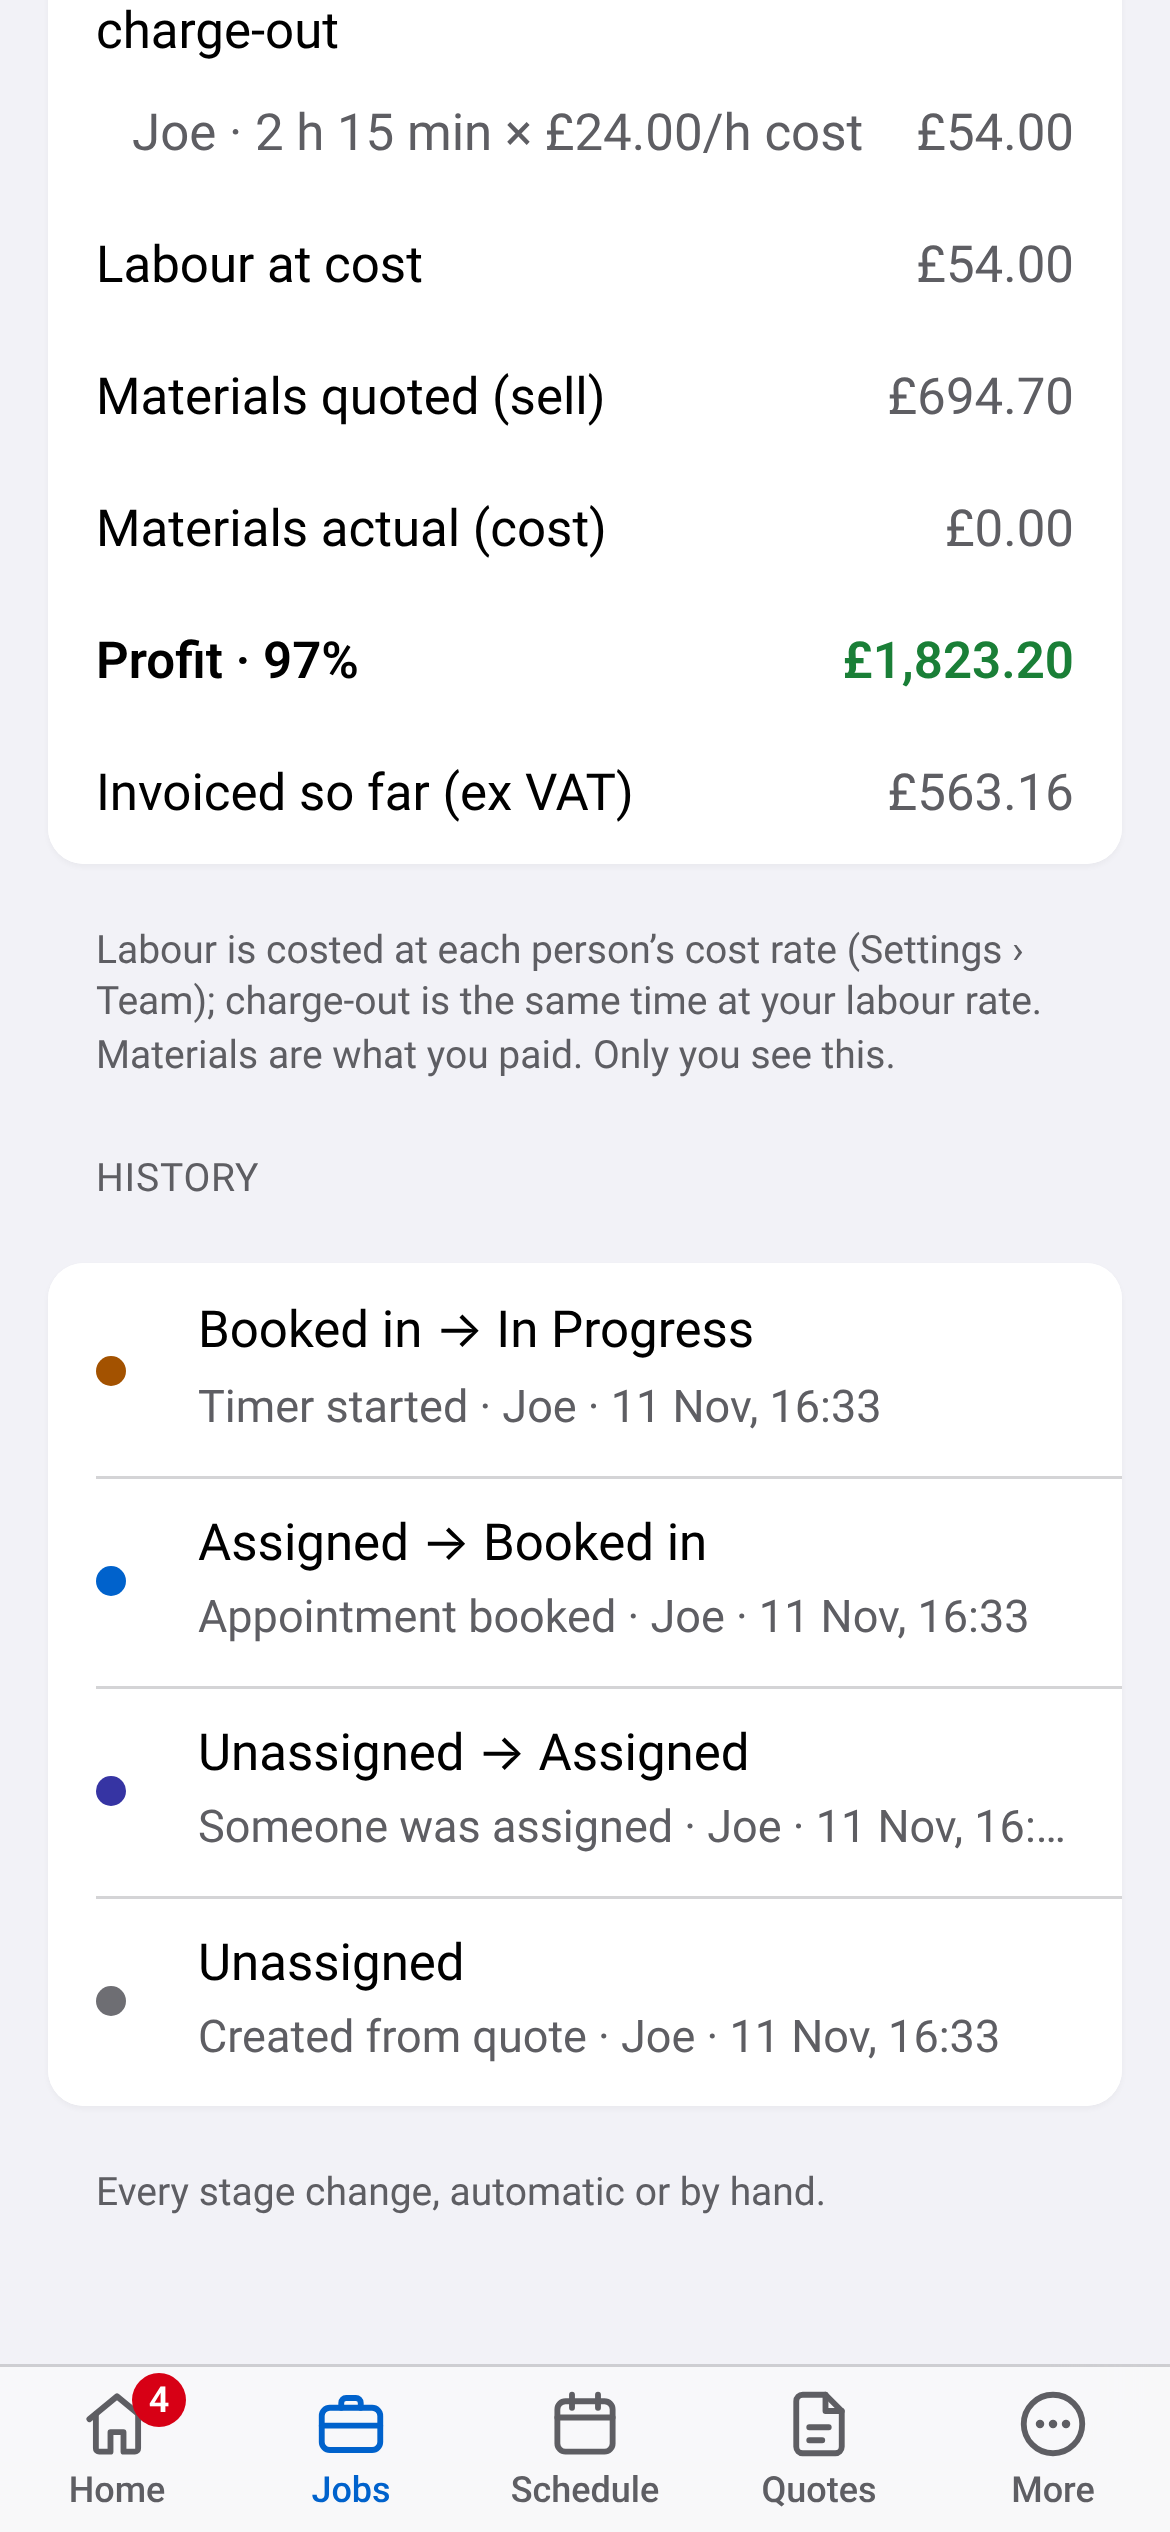 charge-out
Joe · 2 h 15 min × £24.00/h cost £54.00
Labour at cost £54.00
Materials quoted (sell) £694.70
Materials actual (cost) £0.00
Profit · 97% £1,823.20
Invoiced so far (ex VAT) £563.16
Labour is costed at each person’s cost rate (Settings ›
Team); charge-out is the same time at your labour rate.
Materials are what you paid. Only you see this.
HISTORY
Booked in → In Progress
Timer started · Joe · 11 Nov, 16:33
Assigned → Booked in
Appointment booked · Joe · 11 Nov, 16:33
Unassigned → Assigned
Someone was assigned · Joe · 11 Nov, 16:...
Unassigned
Created from quote · Joe · 11 Nov, 16:33
Every stage change, automatic or by hand.
4
Home Jobs Schedule Quotes More